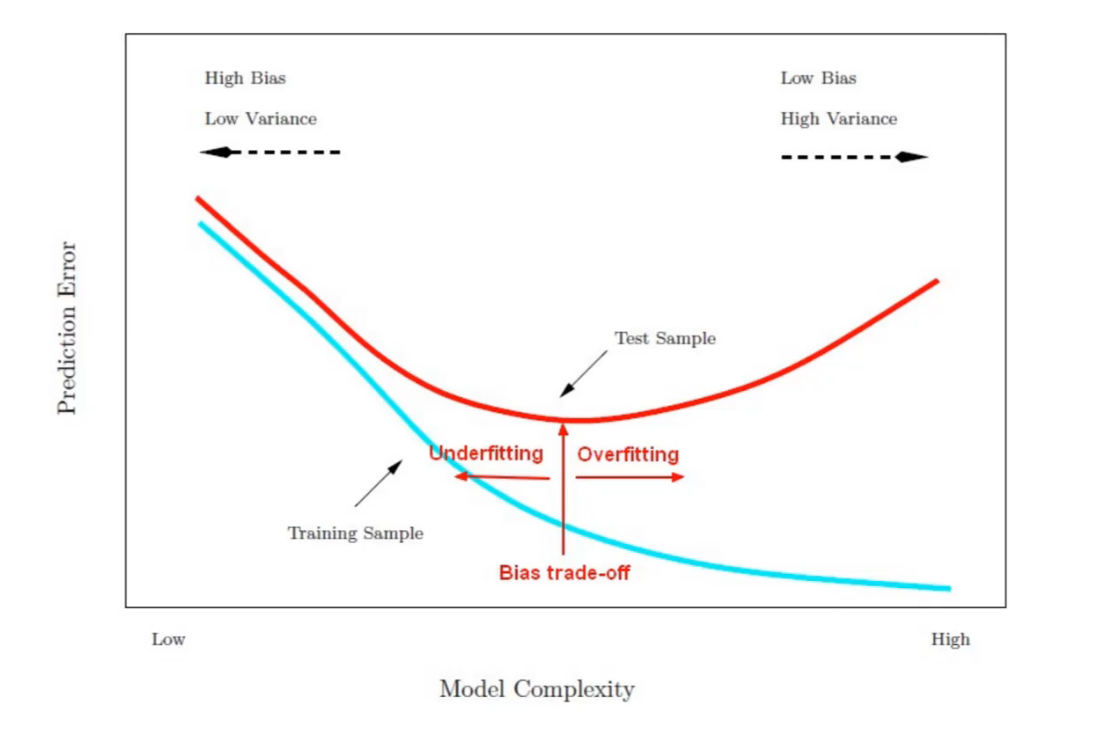 High Bias
Low Variance
Low Bias
High Variance
Prediction Error
Test Sample
Underfitting
Overfitting
Training Sample
Bias trade-off
Low
High
Model Complexity